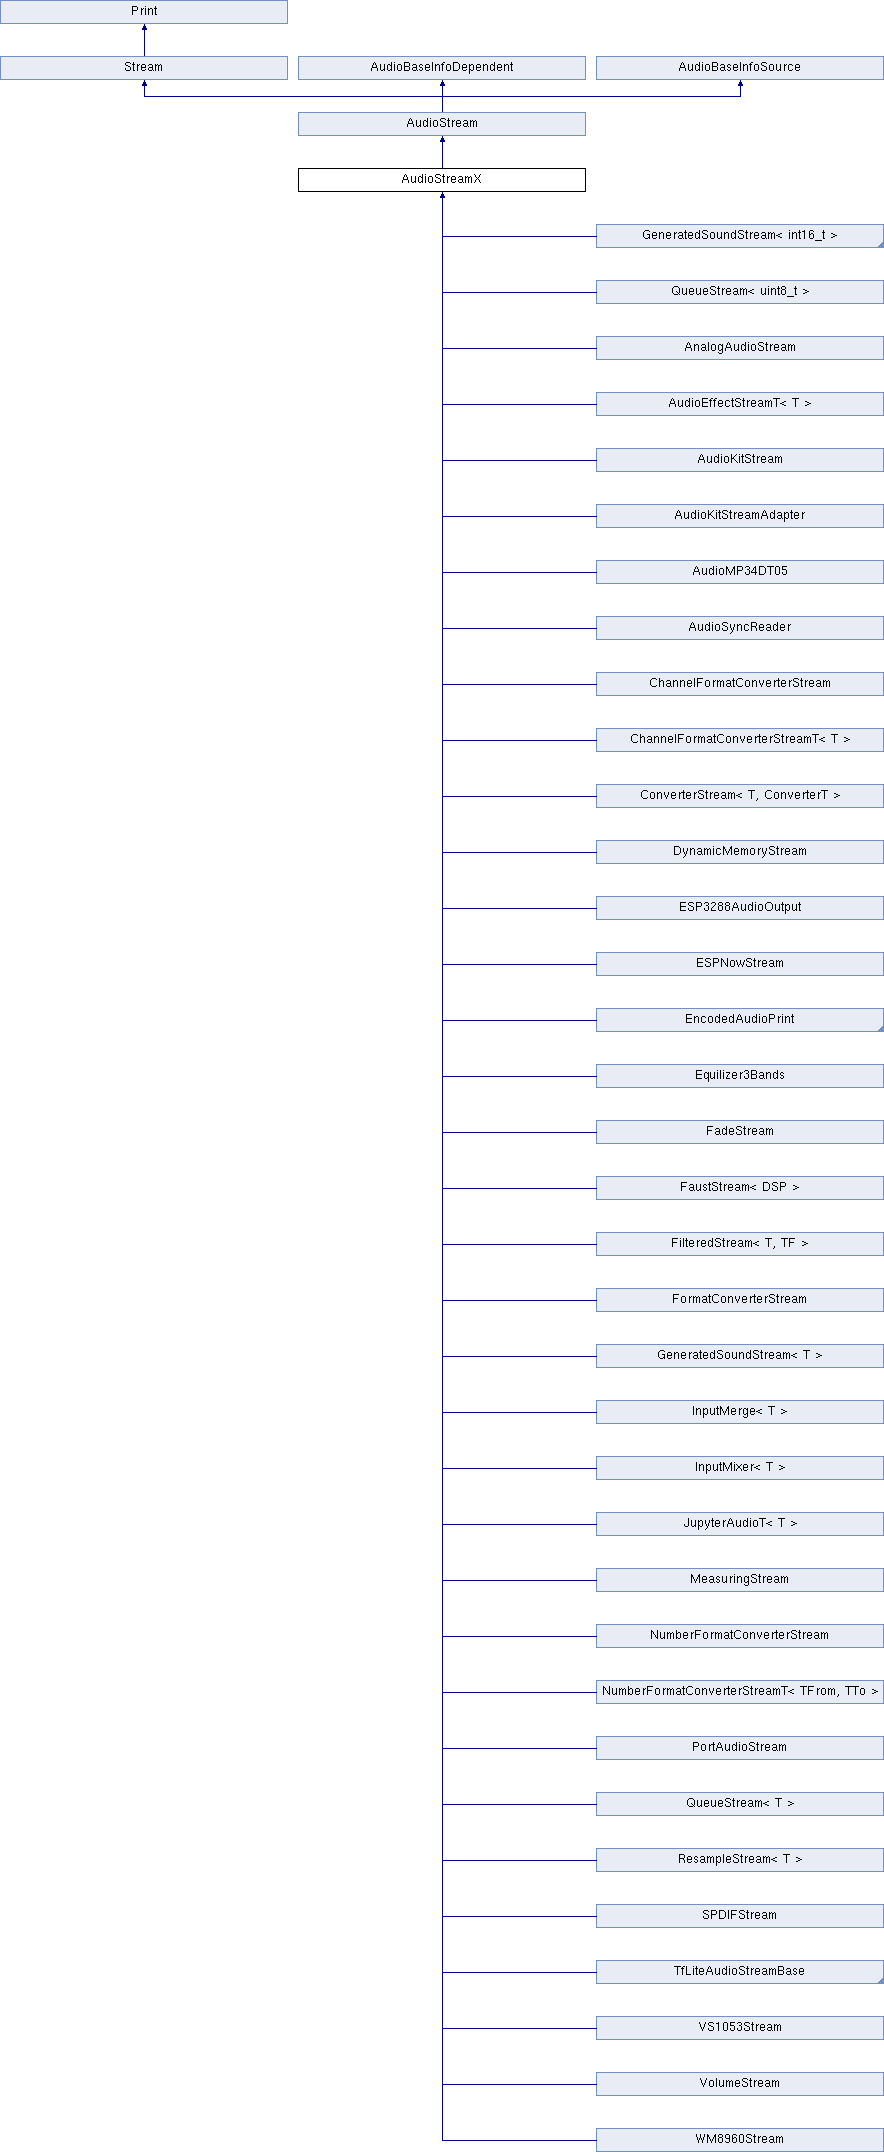 Print
Stream
AudioBaseInfoDependent
AudioBaseInfoSource
AudioStream
AudioStreamX
GeneratedSoundStream< int16_t >
QueueStream< uint8_t >
AnalogAudioStream
AudioEffectStreamT< T >
AudioKitStream
AudioKitStreamAdapter
AudioMP34DT05
AudioSyncReader
ChannelFormatConverterStream
ChannelFormatConverterStreamT< T >
ConverterStream< T, ConverterT >
DynamicMemoryStream
ESP3288AudioOutput
ESPNowStream
EncodedAudioPrint
Equilizer3Bands
FadeStream
FaustStream< DSP >
FilteredStream< T, TF >
FormatConverterStream
GeneratedSoundStream< T >
InputMerge< T >
InputMixer< T >
JupyterAudioT< T >
MeasuringStream
NumberFormatConverterStream
NumberFormatConverterStreamT< TFrom, TTo >
PortAudioStream
QueueStream< T >
ResampleStream< T >
SPDIFStream
TfLiteAudioStreamBase
VS1053Stream
VolumeStream
WM8960Stream